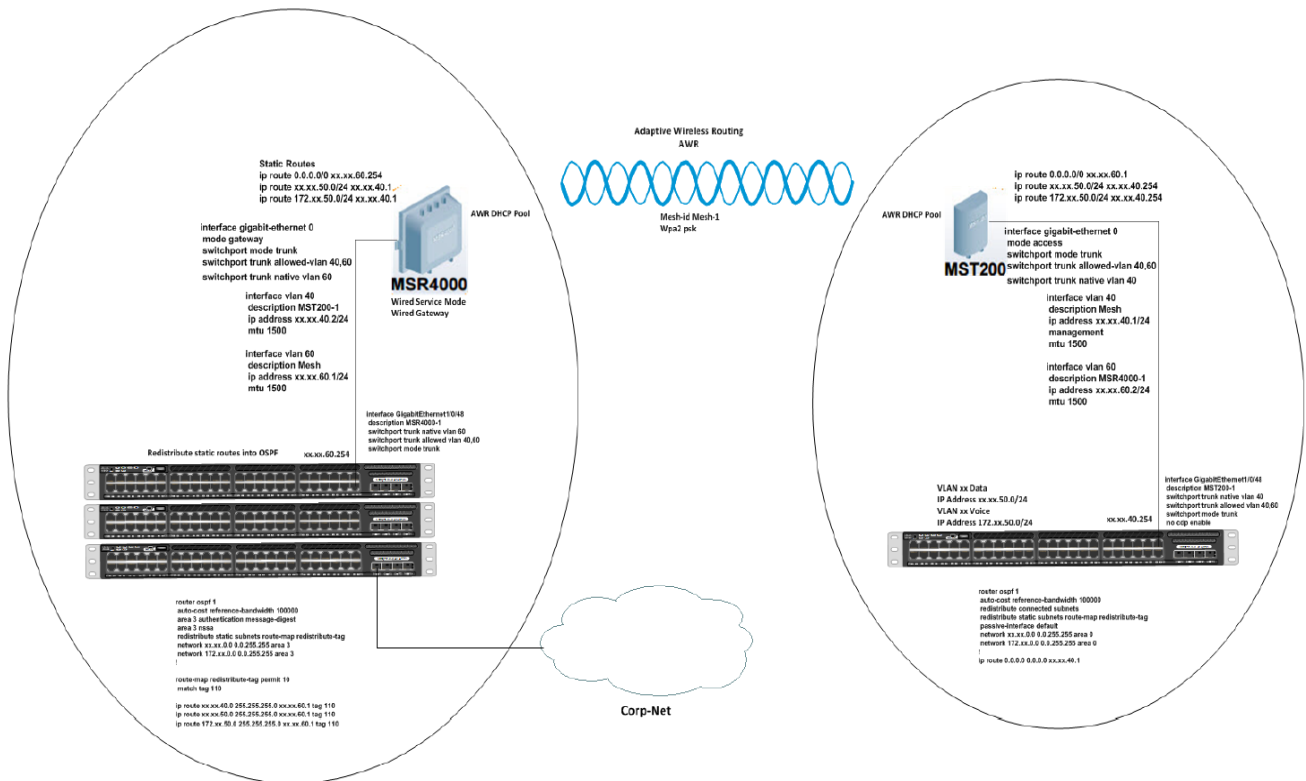 Static Routes
ip route 0.0.0.0/0 xx.xx.60.254
ip route xx.xx.50.0/24 xx.xx.40.1
ip route 172.xx.50.0/24 xx.xx.40.1
AWR DHCP Pool
interface gigabit-ethernet 0
mode gateway
switchport mode trunk
switchport trunk allowed-vlan 40,60
switchport trunk native vlan 60
MSR4000
Wired Service Mode
Wired Gateway
interface vlan 40
description MST200-1
ip address xx.xx.40.2/24
mtu 1500
interface vlan 60
description Mesh
ip address xx.xx.60.1/24
mtu 1500
Interface GigabitEthernet1/0/48
description MSR4000-1
switchport trunk native vlan 60
switchport trunk allowed vlan 40,60
switchport mode trunk
Redistribute static routes into OSPF
xx.xx.60.254
router ospf 1
auto-cost reference-bandwidth 100000
area 3 authentication message-digest
area 3 nssa
redistribute static subnets route-map redistribute-tag
network xx.xx.0.0 0.0.255.255 area 3
network 172.xx.0.0 0.0.255.255 area 3
!
route-map redistribute-tag permit 10
match tag 110
ip route xx.xx.40.0 255.255.255.0 xx.xx.60.1 tag 110
ip route xx.xx.50.0 255.255.255.0 xx.xx.60.1 tag 110
ip route 172.xx.50.0 255.255.255.0 xx.xx.60.1 tag 110
Adaptive Wireless Routing
AWR
Mesh-id Mesh-1
Wpa2 psk
Corp-Net
ip route 0.0.0.0/0 xx.xx.60.1
ip route xx.xx.50.0/24 xx.xx.40.254
ip route 172.xx.50.0/24 xx.xx.40.254
AWR DHCP Pool
MST200
interface gigabit-ethernet 0
mode access
switchport mode trunk
switchport trunk allowed-vlan 40,60
switchport trunk native vlan 40
interface vlan 40
description Mesh
ip address xx.xx.40.1/24
management
mtu 1500
interface vlan 60
description MSR4000-1
ip address xx.xx.60.2/24
mtu 1500
VLAN xx Data
IP Address xx.xx.50.0/24
VLAN xx Voice
IP Address 172.xx.50.0/24
xx.xx.40.254
Interface GigabitEthernet1/0/48
description MST200-1
switchport trunk native vlan 40
switchport trunk allowed vlan 40,60
switchport mode trunk
no cdp enable
router ospf 1
auto-cost reference-bandwidth 100000
redistribute connected subnets
redistribute static subnets route-map redistribute-tag
passive-interface default
network xx.xx.0.0 0.0.255.255 area 0
network 172.xx.0.0 0.0.255.255 area 0
!
ip route 0.0.0.0 0.0.0.0 xx.xx.40.1